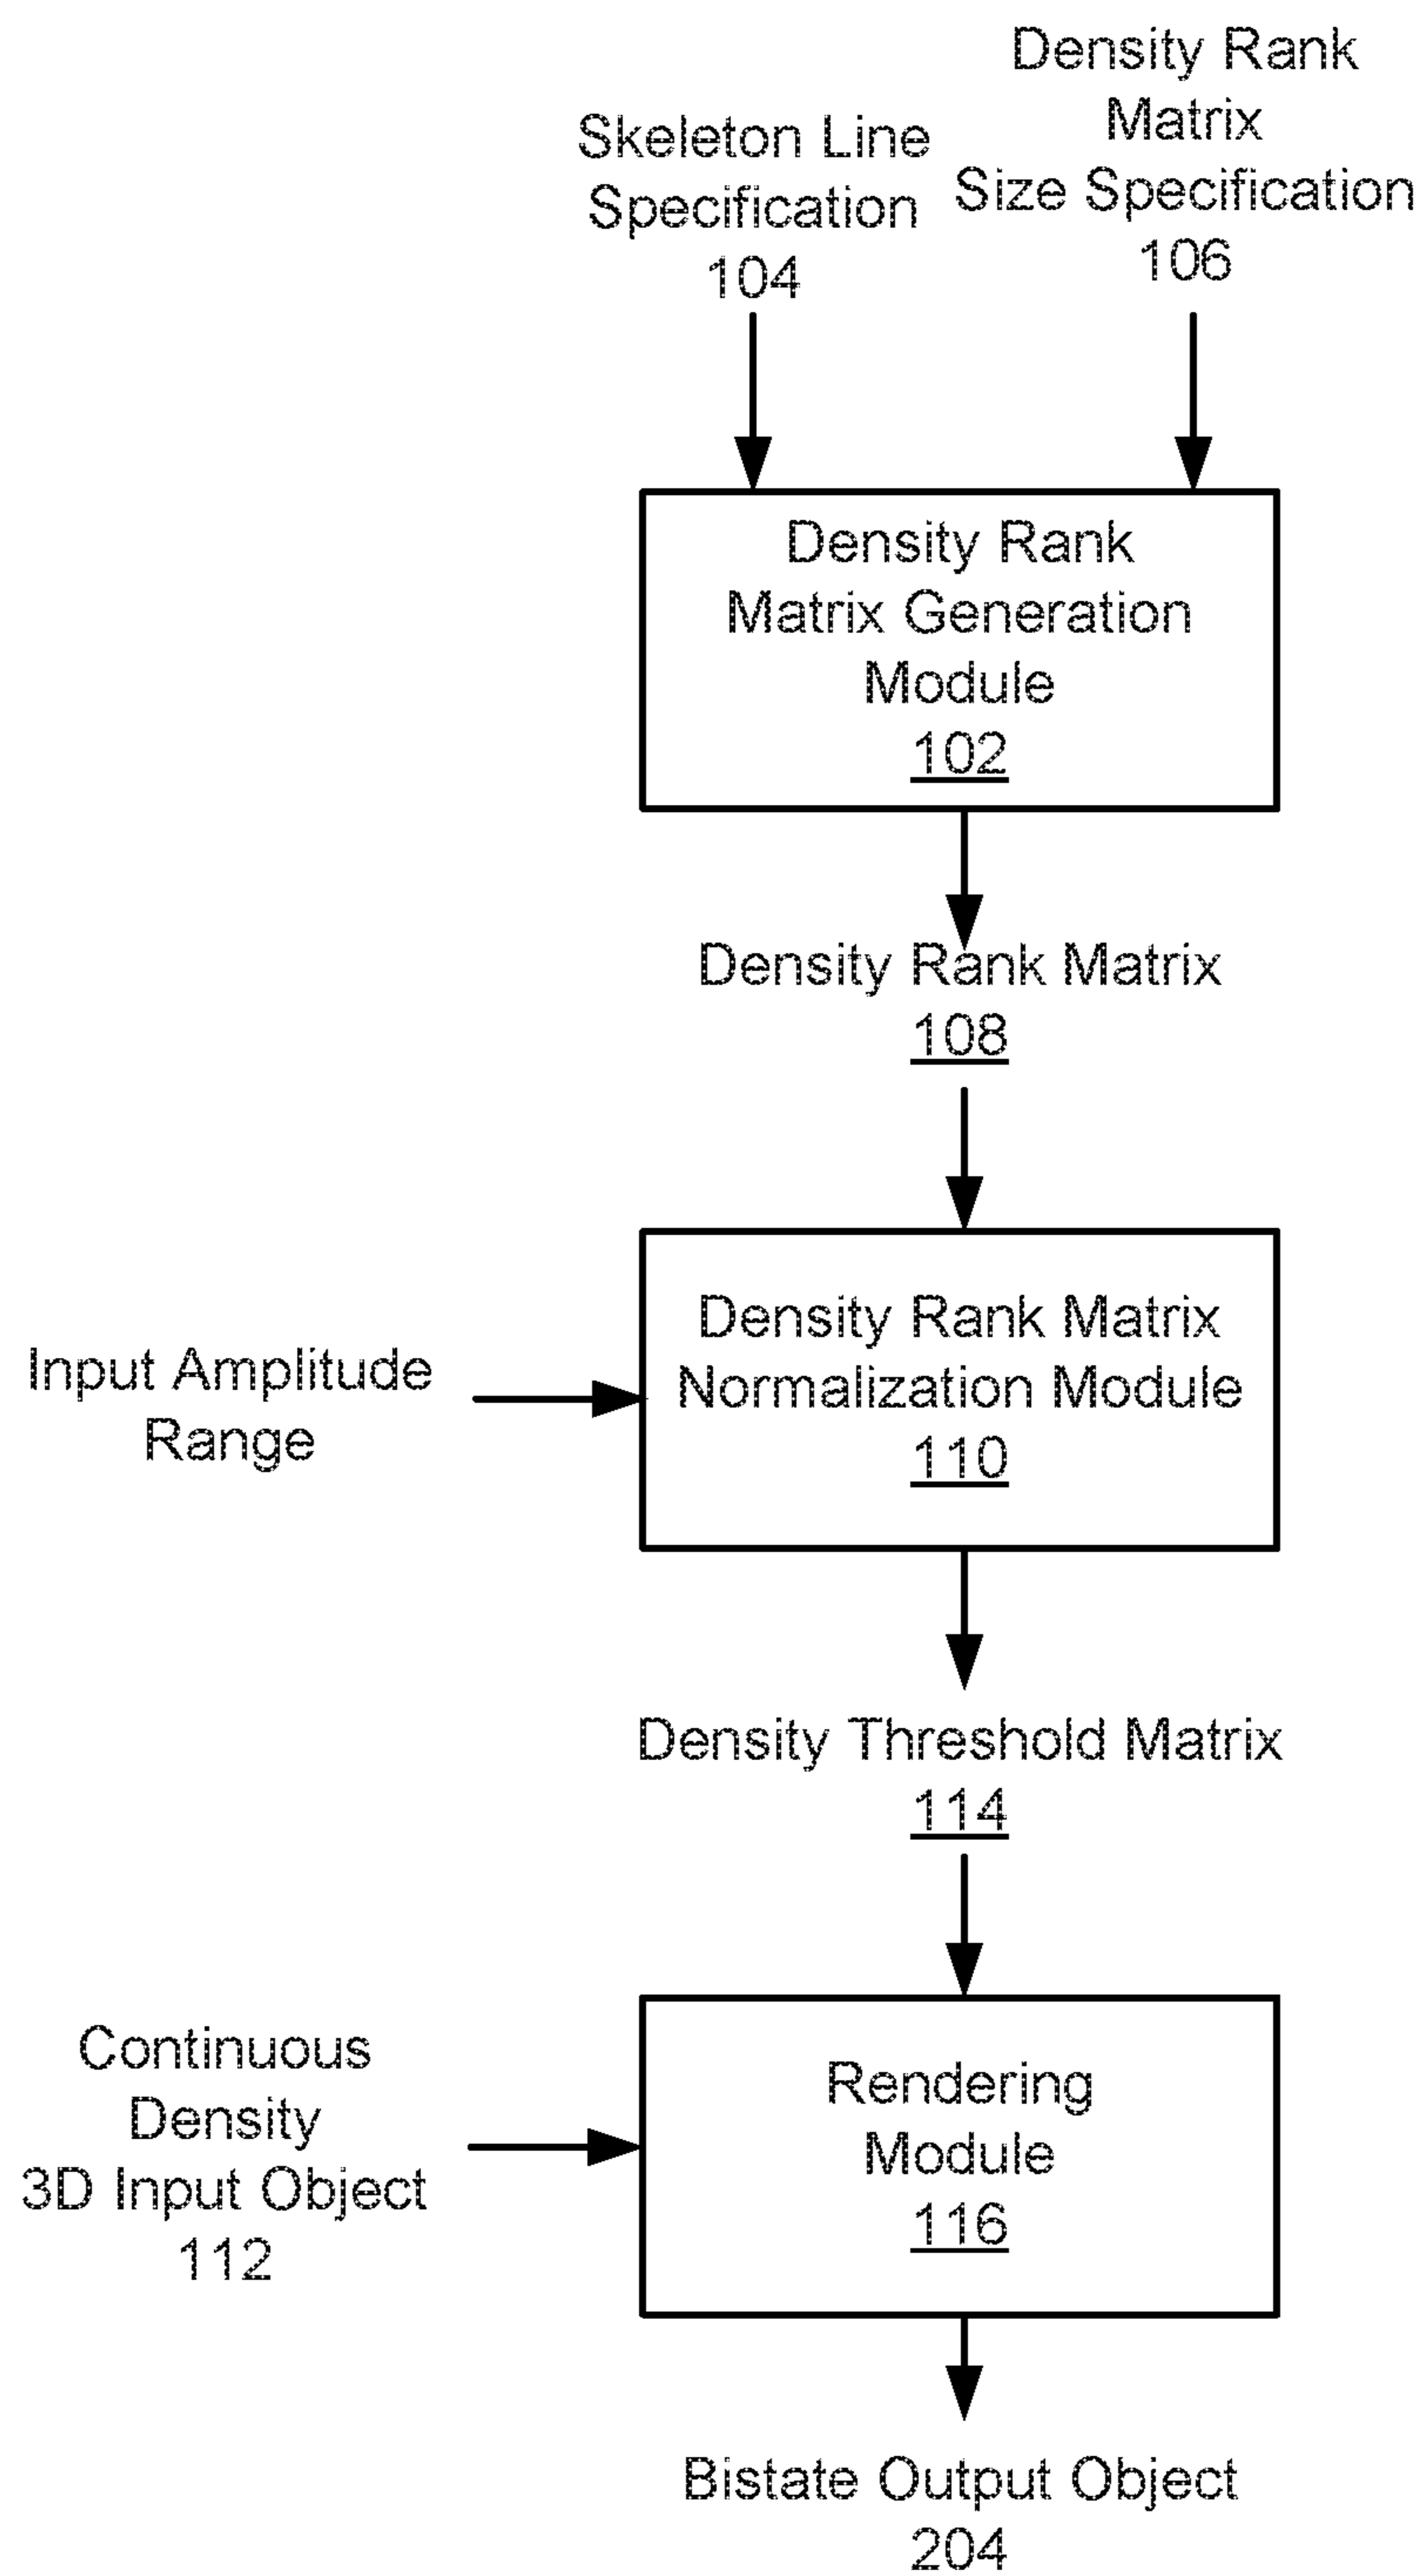 Skeleton Line
Specification
104
Density Rank
Matrix
Size Specification
106
Density Rank
Matrix Generation
Module
102
Density Rank Matrix
108
Input Amplitude
Range
Density Rank Matrix
Normalization Module
110
Density Threshold Matrix
114
Continuous
Density
3D Input Object
112
Rendering
Module
116
Bistate Output Object
204